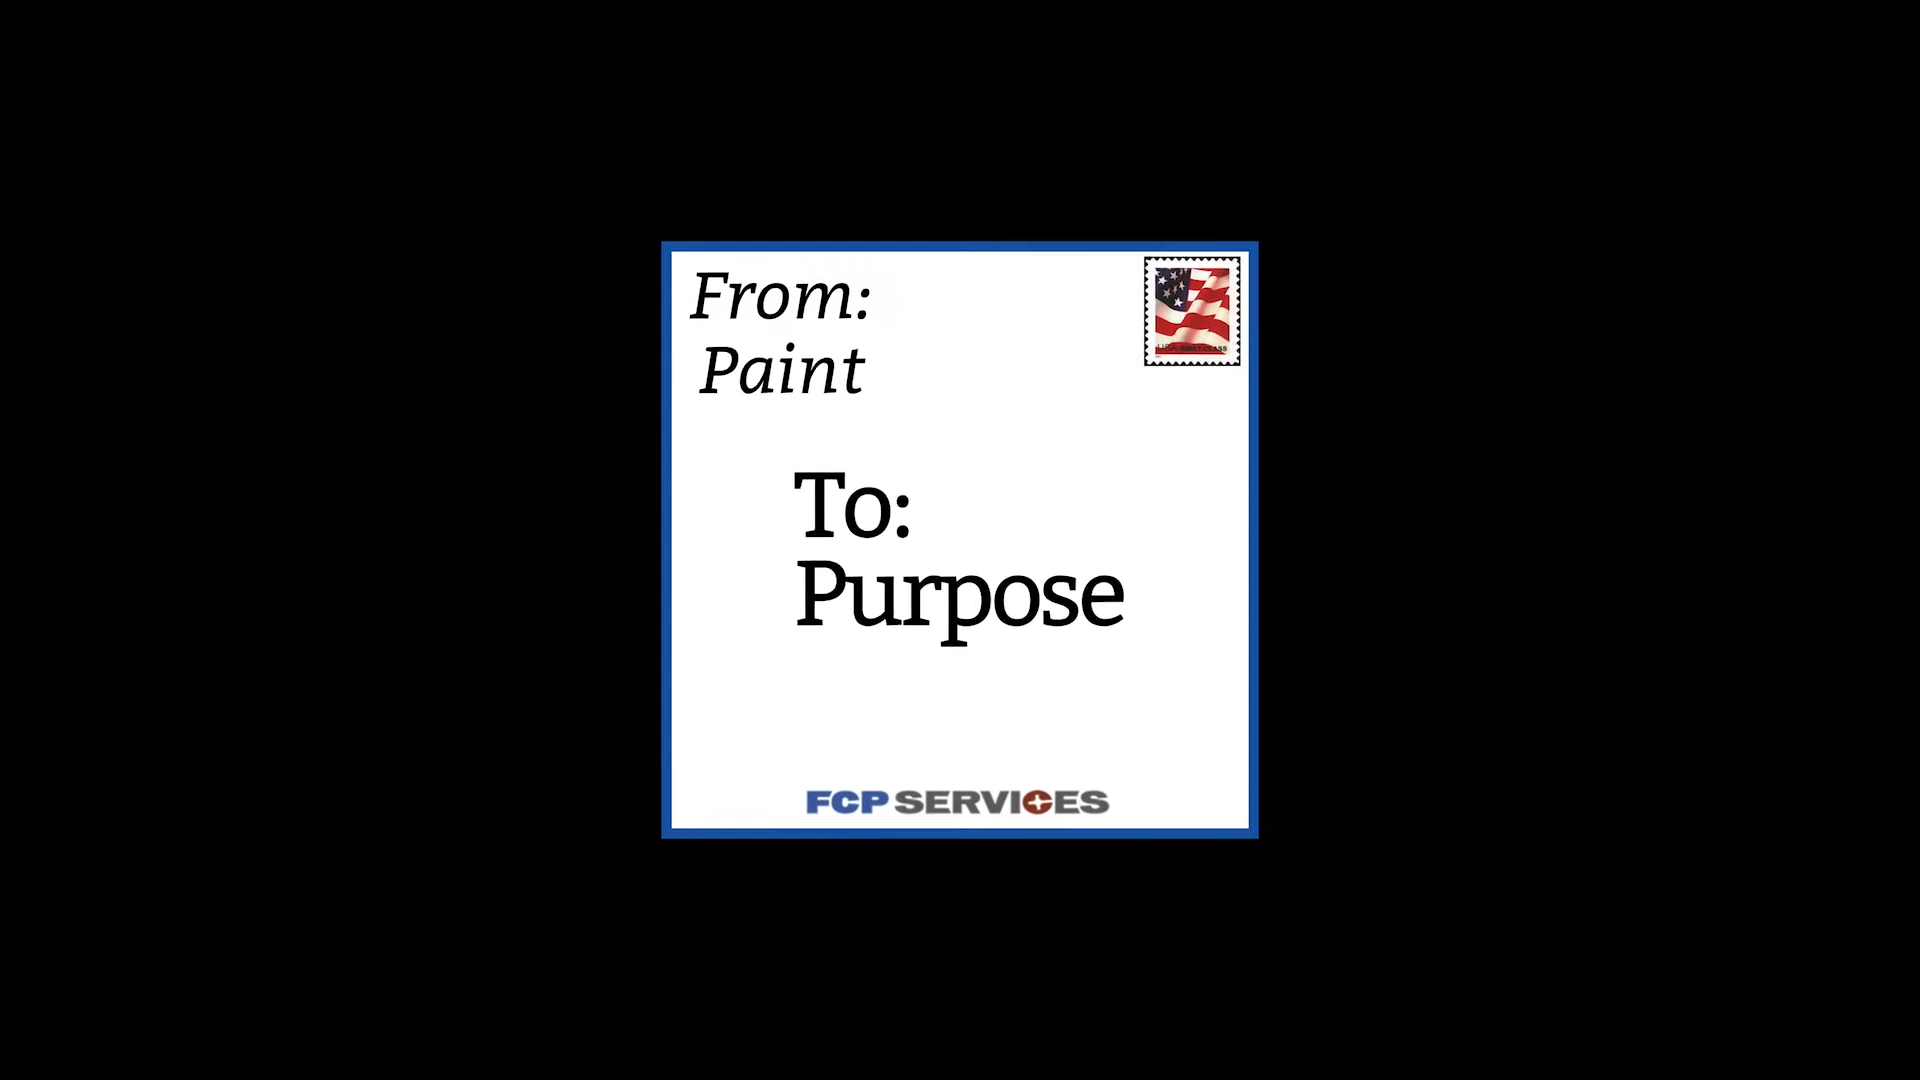 From:
Paint
To:
Purpose
FCP SERVICES